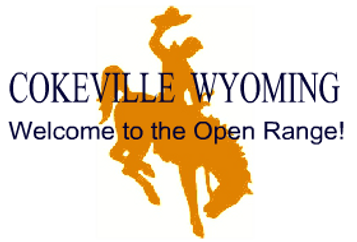 COKEVILLE WYOMING
Welcome to the Open Range!